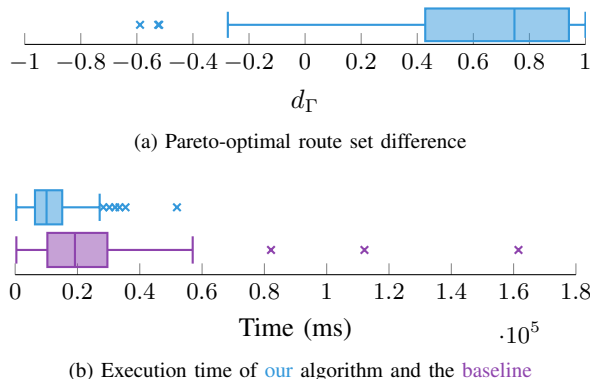 −1 −0.8 −0.6 −0.4 −0.2 0 0.2 0.4 0.6 0.8 1
dΓ
(a) Pareto-optimal route set difference
0 0.2 0.4 0.6 0.8 1 1.2 1.4 1.6 1.8
Time (ms)
·10⁵
(b) Execution time of our algorithm and the baseline